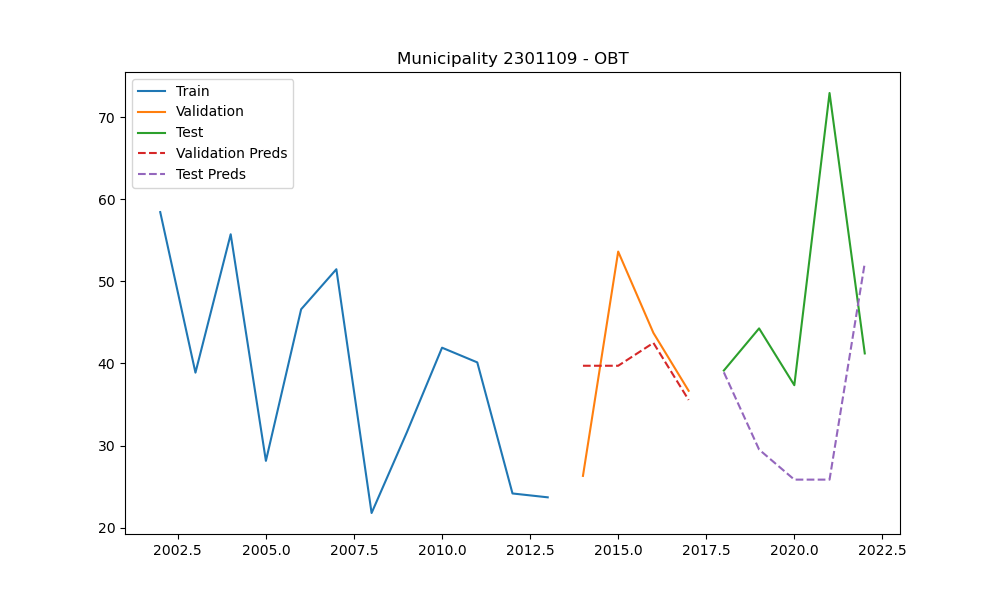 Municipality 2301109 - OBT
Train
Validation
Test
Validation Preds
Test Preds
70
60
50
40
30
20
2002.5 2005.0 2007.5 2010.0 2012.5 2015.0 2017.5 2020.0 2022.5